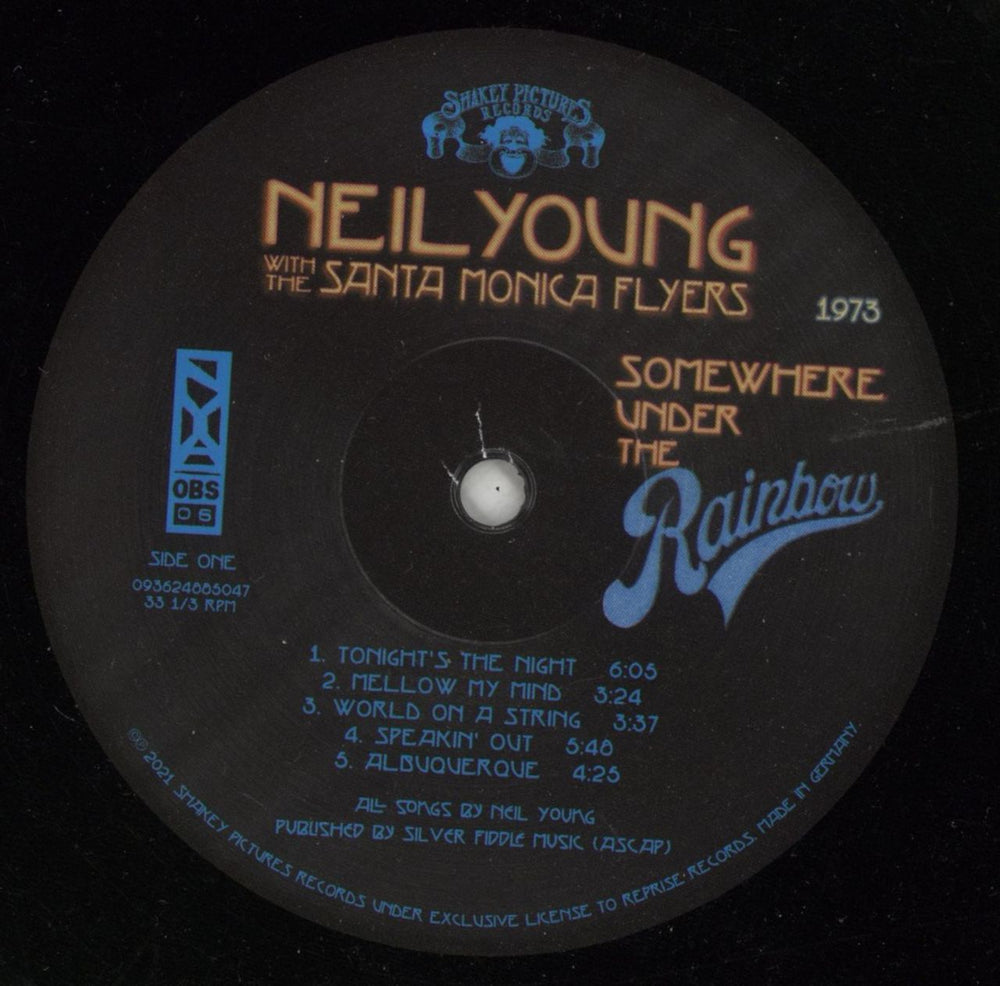 SHAKEY PICTURES
RECORDS
NEIL YOUNG
WITH THE SANTA MONICA FLYERS
1973
SOMEWHERE
UNDER
THE
Rainbow
NYA
OBS
06
SIDE ONE
093624885047
33 1/3 RPM
1. TONIGHT'S THE NIGHT 6:05
2. MELLOW MY MIND 3:24
3. WORLD ON A STRING 3:37
4. SPEAKIN' OUT 5:48
5. ALBUQUERQUE 4:25
ALL SONGS BY NEIL YOUNG
PUBLISHED BY SILVER FIDDLE MUSIC (ASCAP)
℗© 2021 SHAKEY PICTURES RECORDS UNDER EXCLUSIVE LICENSE TO REPRISE RECORDS. MADE IN GERMANY.